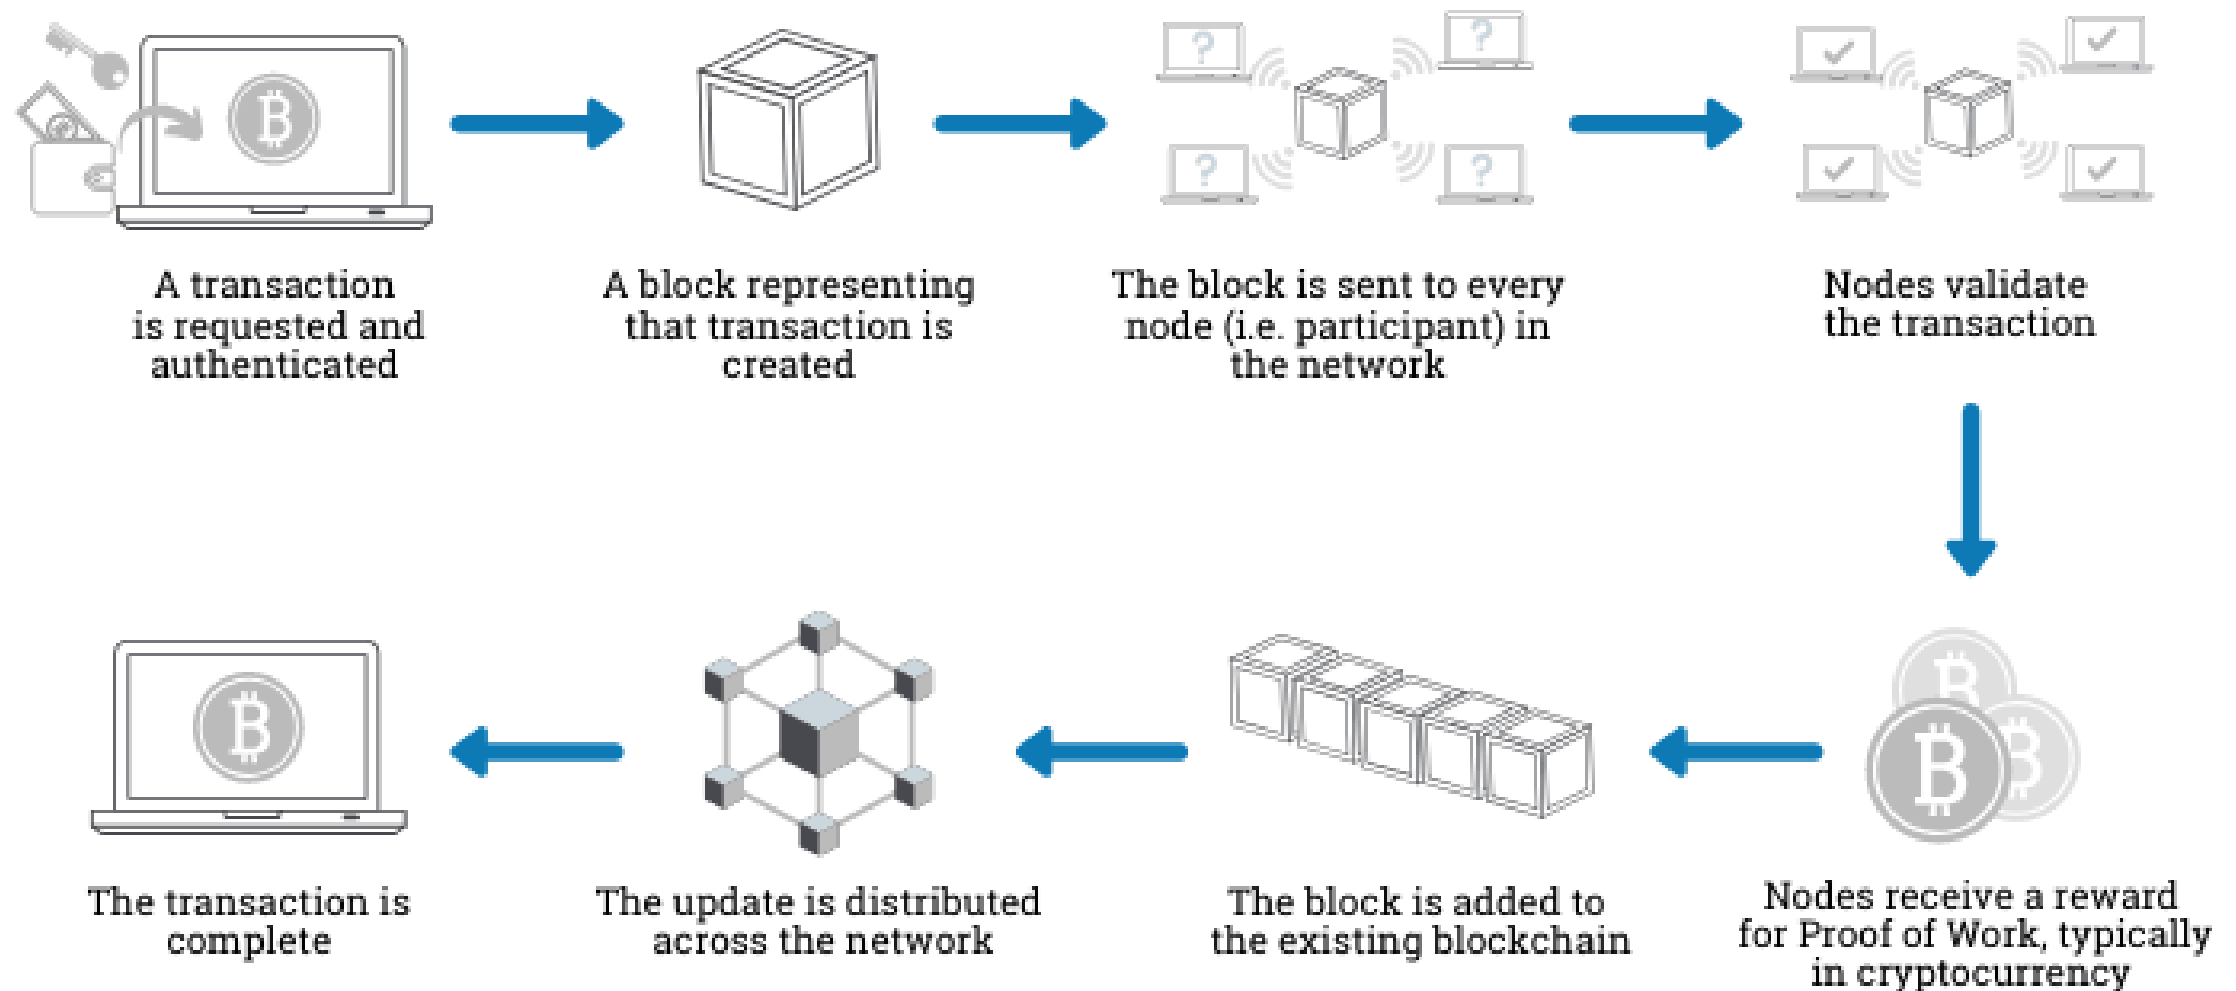 A transaction
is requested and
authenticated
A block representing
that transaction is
created
The block is sent to every
node (i.e. participant) in
the network
Nodes validate
the transaction
The transaction is
complete
The update is distributed
across the network
The block is added to
the existing blockchain
Nodes receive a reward
for Proof of Work, typically
in cryptocurrency